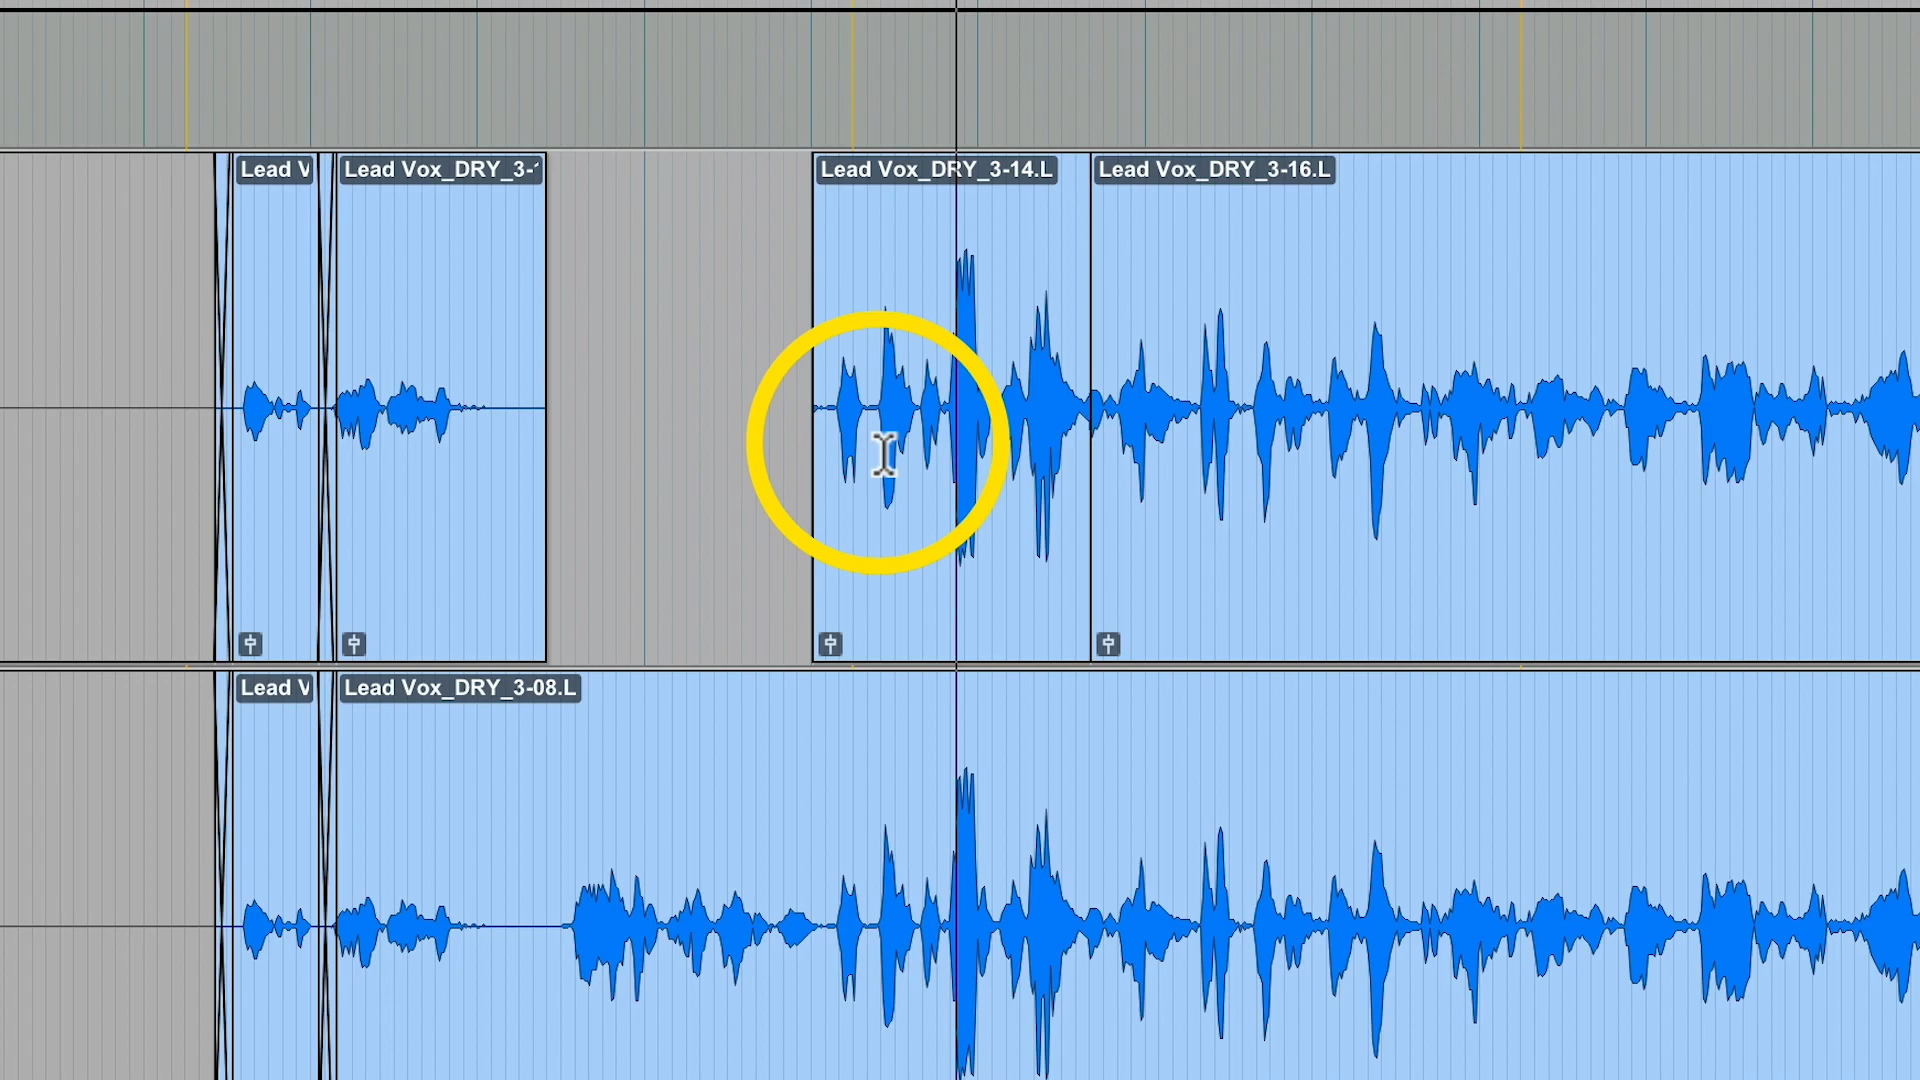 Lead V
Lead Vox_DRY_3-
Lead Vox_DRY_3-14.L
Lead Vox_DRY_3-16.L
Lead V
Lead Vox_DRY_3-08.L